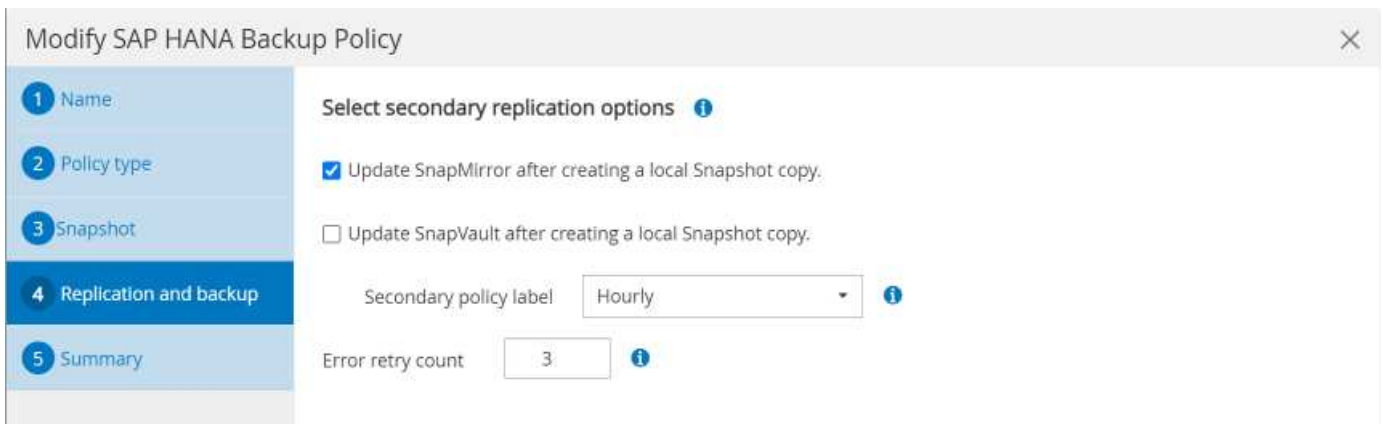 Modify SAP HANA Backup Policy
1 Name
2 Policy type
3 Snapshot
4 Replication and backup
5 Summary
Select secondary replication options
Update SnapMirror after creating a local Snapshot copy.
Update SnapVault after creating a local Snapshot copy.
Secondary policy label Hourly
Error retry count 3